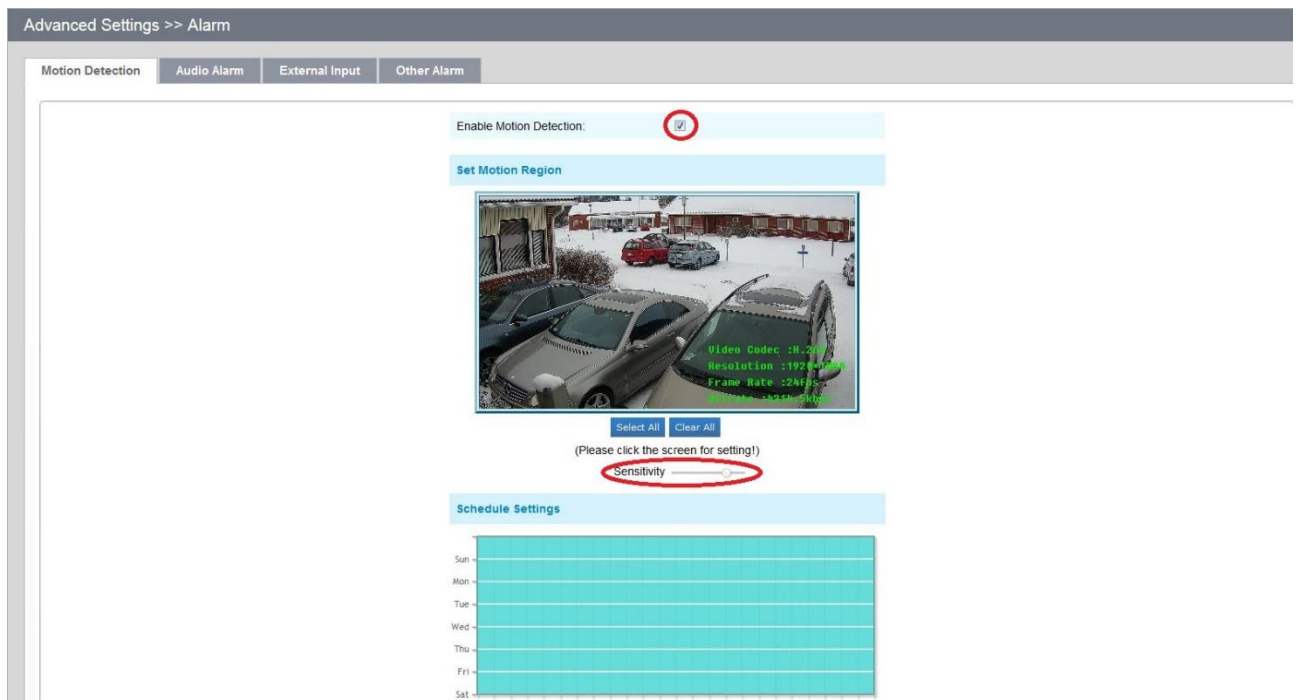 Advanced Settings >> Alarm
Motion Detection Audio Alarm External Input Other Alarm
Enable Motion Detection:
Set Motion Region
Video Codec
Resolution
Frame Rate :24fps
Select All Clear All
(Please click the screen for setting!)
Sensitivity
Schedule Settings
Sun
Mon
Tue
Wed
Thu
Fri
Sat